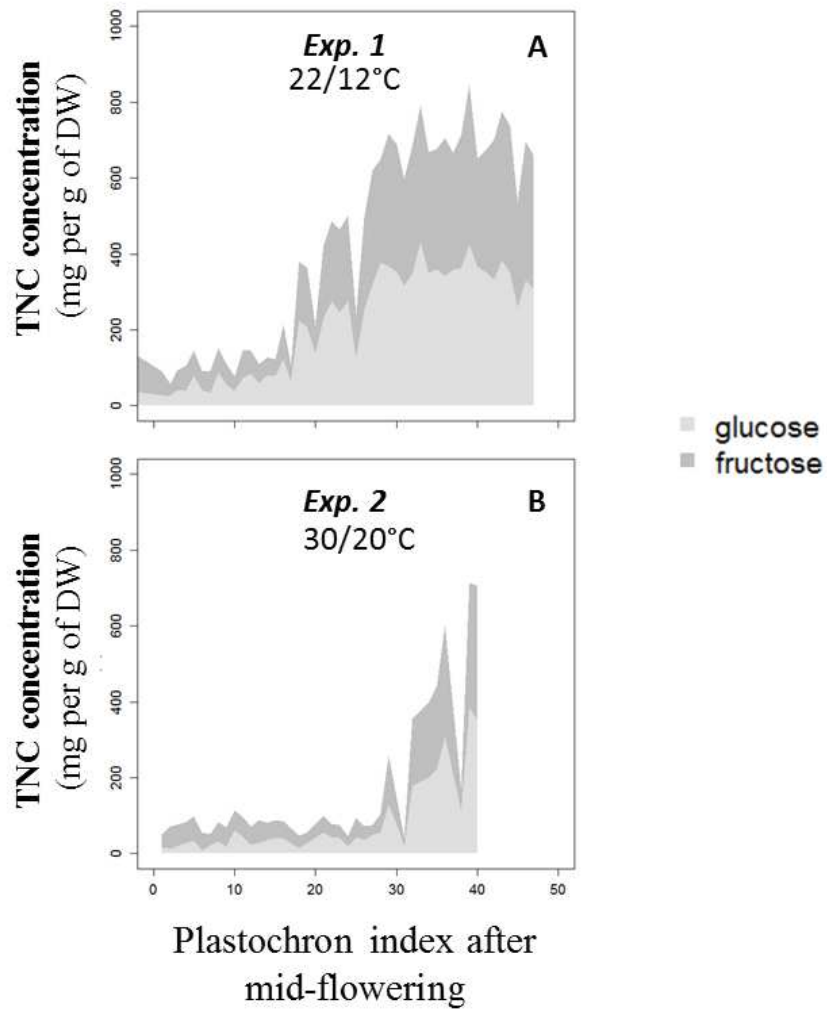 Exp. 1
A
22/12°C
TNC concentration
(mg per g of DW)
1000
800
600
400
200
0
glucose
fructose
Exp. 2
B
30/20°C
TNC concentration
(mg per g of DW)
1000
800
600
400
200
0
0 10 20 30 40 50
Plastochron index after
mid-flowering